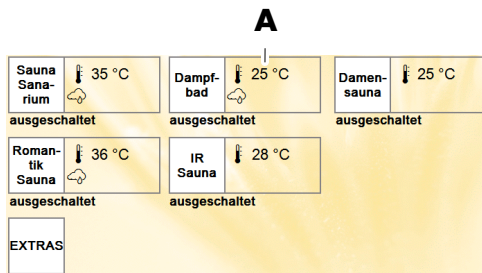 A
Sauna
Sana-
rium
35 °C
ausgeschaltet
Dampf-
bad
25 °C
ausgeschaltet
Damen-
sauna
25 °C
ausgeschaltet
Roman-
tik
Sauna
36 °C
ausgeschaltet
IR
Sauna
28 °C
ausgeschaltet
EXTRAS